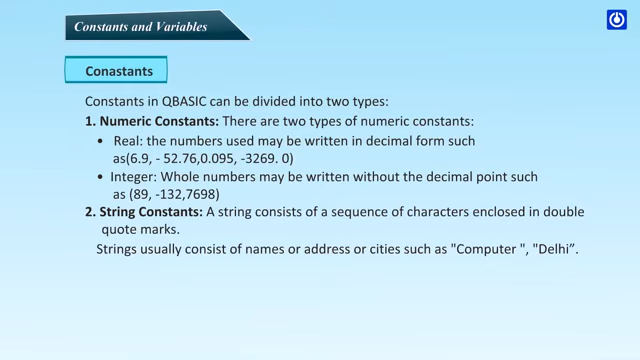 Constants and Variables
Conastants
Constants in QBASIC can be divided into two types:
1. Numeric Constants: There are two types of numeric constants:
• Real: the numbers used may be written in decimal form such
as(6.9, - 52.76,0.095, -3269. 0)
• Integer: Whole numbers may be written without the decimal point such
as (89, -132,7698)
2. String Constants: A string consists of a sequence of characters enclosed in double
quote marks.
Strings usually consist of names or address or cities such as "Computer ", "Delhi”.